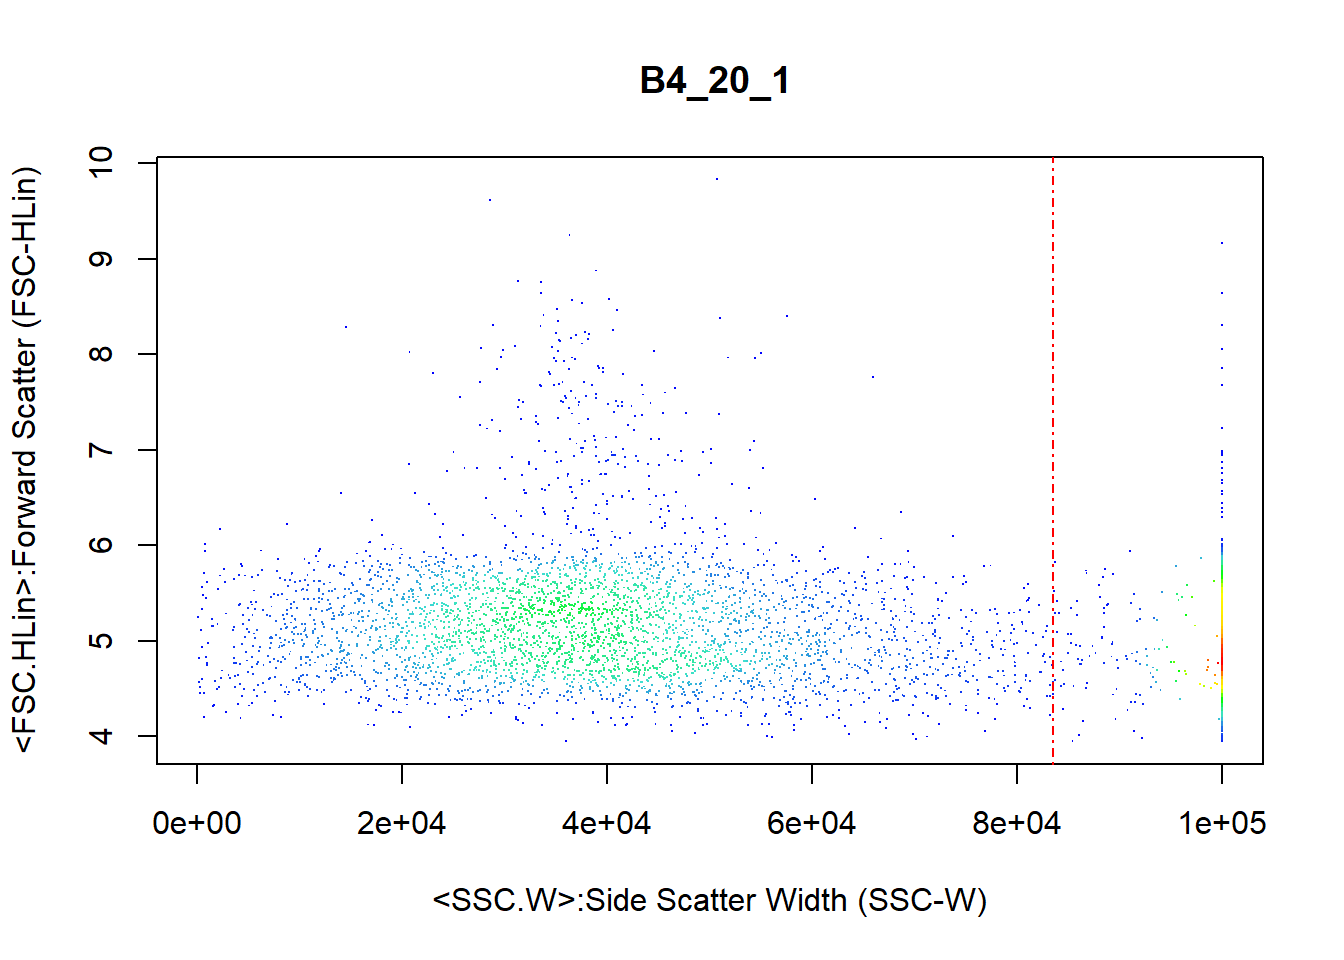 B4_20_1
<FSC.HLin>:Forward Scatter (FSC-HLin)
10
9
8
7
6
5
4
0e+00 2e+04 4e+04 6e+04 8e+04 1e+05
<SSC.W>:Side Scatter Width (SSC-W)